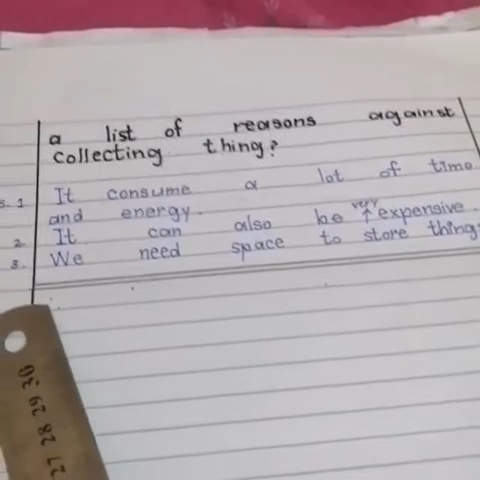 a list of reasons against
collecting thing?
s. 1 It consume a lot of time
and energy.
very
2. It can also be ↑ expensive.
3. We need space to store thing
30
29
28
27